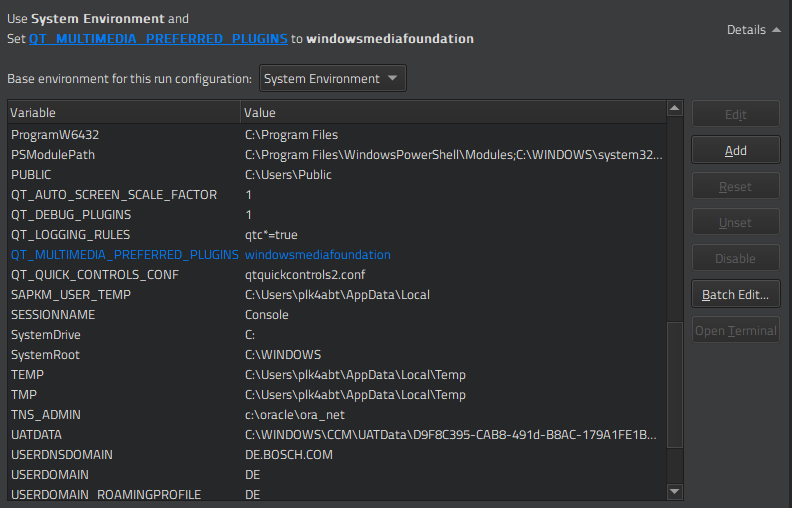 Use System Environment and
Set QT_MULTIMEDIA_PREFERRED_PLUGINS to windowsmediafoundation
Details
Base environment for this run configuration: System Environment
Variable Value
ProgramW6432 C:\Program Files
PSModulePath C:\Program Files\WindowsPowerShell\Modules;C:\WINDOWS\system32...
PUBLIC C:\Users\Public
QT_AUTO_SCREEN_SCALE_FACTOR 1
QT_DEBUG_PLUGINS 1
QT_LOGGING_RULES qtc*=true
QT_MULTIMEDIA_PREFERRED_PLUGINS windowsmediafoundation
QT_QUICK_CONTROLS_CONF qtquickcontrols2.conf
SAPKM_USER_TEMP C:\Users\plk4abt\AppData\Local
SESSIONNAME Console
SystemDrive C:
SystemRoot C:\WINDOWS
TEMP C:\Users\plk4abt\AppData\Local\Temp
TMP C:\Users\plk4abt\AppData\Local\Temp
TNS_ADMIN c:\oracle\ora_net
UATDATA C:\WINDOWS\CCM\UATData\D9F8C395-CAB8-491d-B8AC-179A1FE1B...
USERDNSDOMAIN DE.BOSCH.COM
USERDOMAIN DE
USERDOMAIN_ROAMINGPROFILE DE
Edit
Add
Reset
Unset
Disable
Batch Edit...
Open Terminal